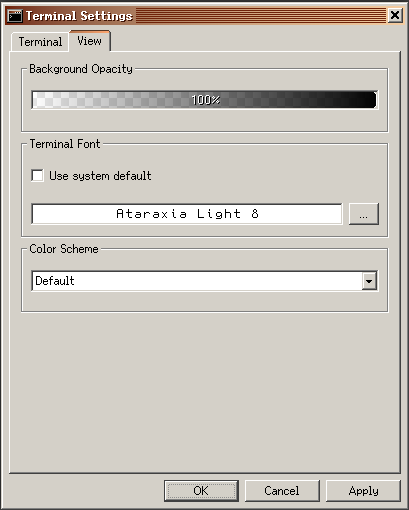 Terminal Settings
Terminal View
Background Opacity
100%
Terminal Font
Use system default
Ataraxia Light 8
...
Color Scheme
Default
OK Cancel Apply